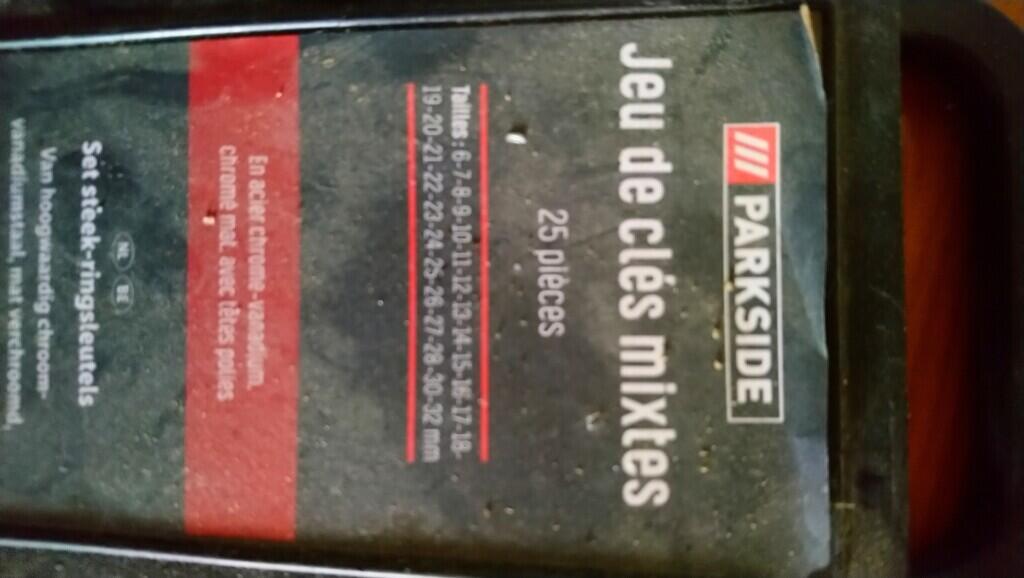 PARKSIDE
Jeu de clés mixtes
25 pièces
Tailles : 6-7-8-9-10-11-12-13-14-15-16-17-18-
19-20-21-22-23-24-25-26-27-28-30-32 mm
En acier chrome-vanadium,
chromé mat, avec têtes polies
NL BE
Set steek-ringsleutels
Van hoogwaardig chroom-
vanadiumstaal, mat verchroomd,